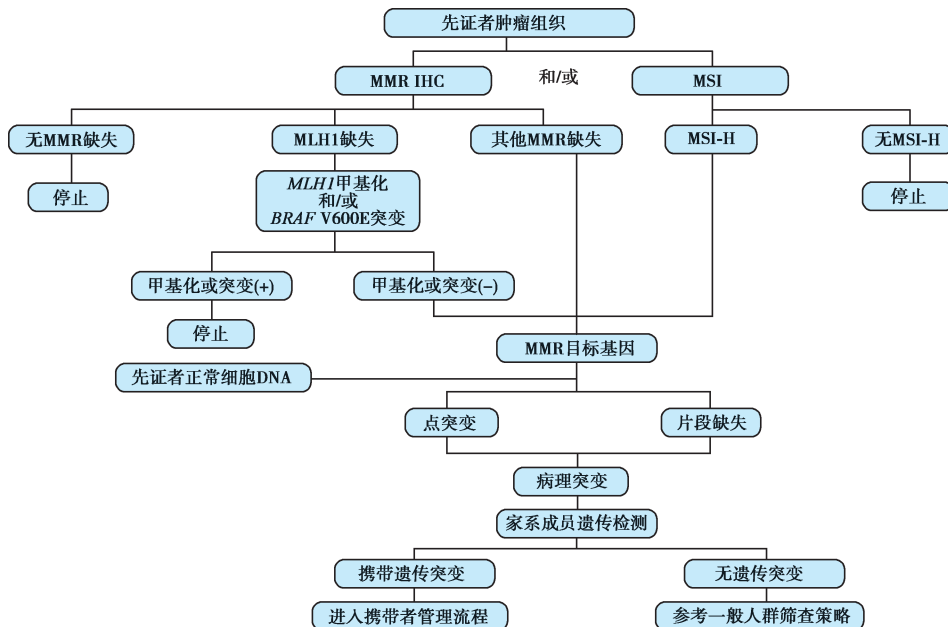 先证者肿瘤组织
MMR IHC
和/或
MSI
无MMR缺失
MLH1缺失
其他MMR缺失
MSI-H
无MSI-H
停止
MLH1甲基化
和/或
BRAF V600E突变
停止
甲基化或突变(+)
甲基化或突变(-)
停止
MMR目标基因
先证者正常细胞DNA
点突变
片段缺失
病理突变
家系成员遗传检测
携带遗传突变
无遗传突变
进入携带者管理流程
参考一般人群筛查策略